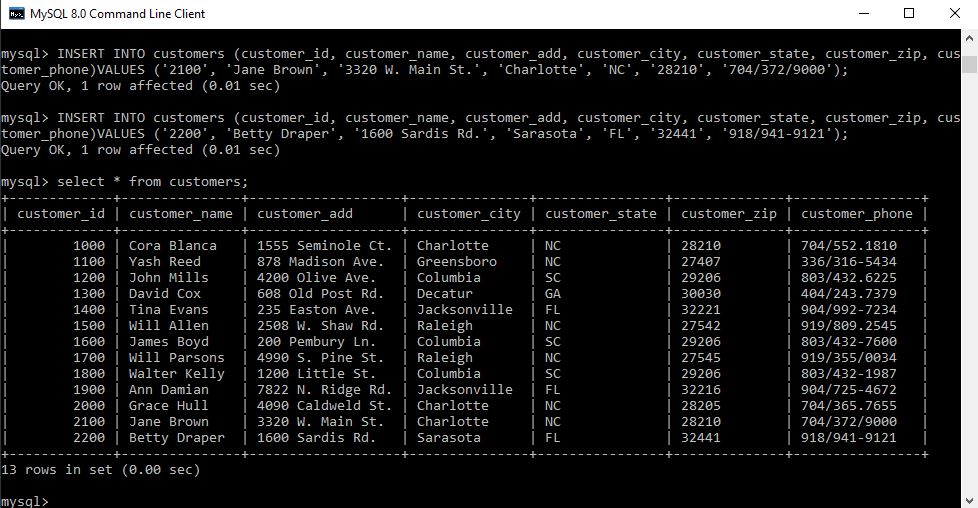 MySQL 8.0 Command Line Client
mysql> INSERT INTO customers (customer_id, customer_name, customer_add, customer_city, customer_state, customer_zip, cus
tomer_phone)VALUES ('2100', 'Jane Brown', '3320 W. Main St.', 'Charlotte', 'NC', '28210', '704/372/9000');
Query OK, 1 row affected (0.01 sec)
mysql> INSERT INTO customers (customer_id, customer_name, customer_add, customer_city, customer_state, customer_zip, cus
tomer_phone)VALUES ('2200', 'Betty Draper', '1600 Sardis Rd.', 'Sarasota', 'FL', '32441', '918/941-9121');
Query OK, 1 row affected (0.01 sec)
mysql> select * from customers;
+-------------+---------------+------------------+---------------+----------------+--------------+----------------+
| customer_id | customer_name | customer_add     | customer_city | customer_state | customer_zip | customer_phone |
+-------------+---------------+------------------+---------------+----------------+--------------+----------------+
|        1000 | Cora Blanca   | 1555 Seminole Ct. | Charlotte     | NC             | 28210        | 704/552.1810   |
|        1100 | Yash Reed     | 878 Madison Ave. | Greensboro    | NC             | 27407        | 336/316-5434   |
|        1200 | John Mills    | 4200 Olive Ave.  | Columbia      | SC             | 29206        | 803/432.6225   |
|        1300 | David Cox     | 608 Old Post Rd. | Decatur       | GA             | 30030        | 404/243.7379   |
|        1400 | Tina Evans    | 235 Easton Ave.  | Jacksonville  | FL             | 32221        | 904/992-7234   |
|        1500 | Will Allen    | 2508 W. Shaw Rd. | Raleigh       | NC             | 27542        | 919/809.2545   |
|        1600 | James Boyd    | 200 Pembury Ln.  | Columbia      | SC             | 29206        | 803/432-7600   |
|        1700 | Will Parsons  | 4990 S. Pine St. | Raleigh       | NC             | 27545        | 919/355/0034   |
|        1800 | Walter Kelly  | 1200 Little St.  | Columbia      | SC             | 29206        | 803/432-1987   |
|        1900 | Ann Damian    | 7822 N. Ridge Rd. | Jacksonville  | FL             | 32216        | 904/725-4672   |
|        2000 | Grace Hull    | 4090 Caldweld St. | Charlotte     | NC             | 28205        | 704/365.7655   |
|        2100 | Jane Brown    | 3320 W. Main St. | Charlotte     | NC             | 28210        | 704/372/9000   |
|        2200 | Betty Draper  | 1600 Sardis Rd.  | Sarasota      | FL             | 32441        | 918/941-9121   |
+-------------+---------------+------------------+---------------+----------------+--------------+----------------+
13 rows in set (0.00 sec)
mysql>